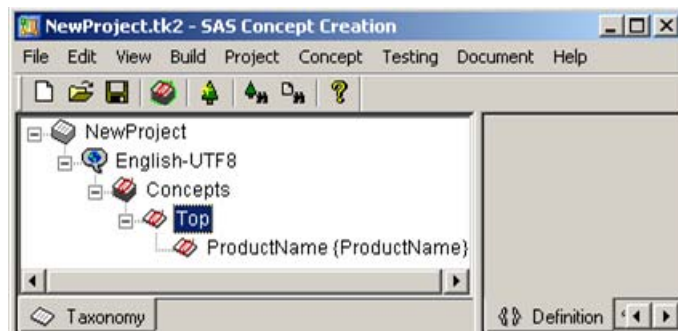 NewProject.tk2 - SAS Concept Creation
File Edit View Build Project Concept Testing Document Help
NewProject
English-UTF8
Concepts
Top
ProductName {ProductName}
Taxonomy
Definition